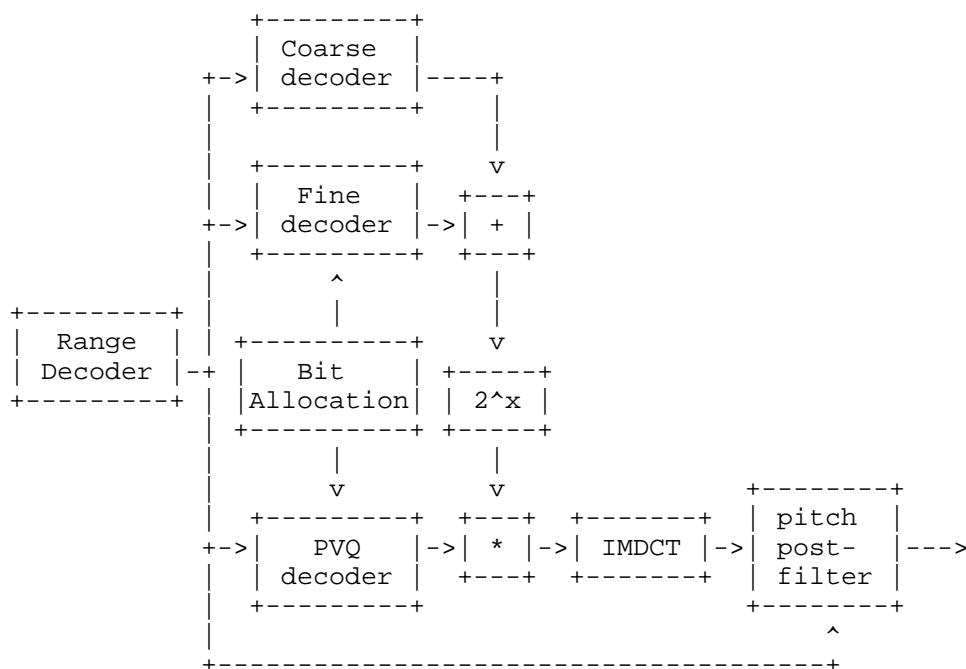 Coarse
decoder
Fine
decoder
+
Range
Decoder
Bit
Allocation
2^x
PVQ
decoder
*
IMDCT
pitch
post-
filter